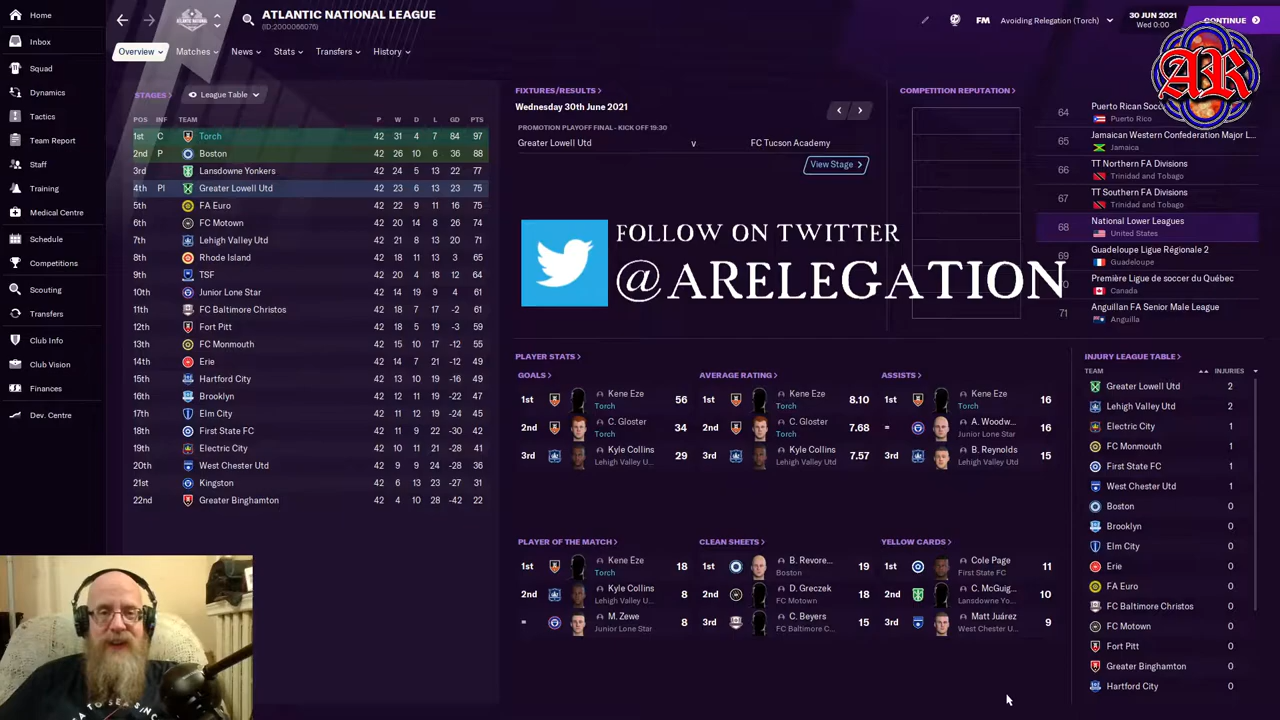 Home
Inbox
Squad
Dynamics
Tactics
Team Report
Staff
Training
Medical Centre
Schedule
Competitions
Scouting
Transfers
Club Info
Club Vision
Finances
Dev. Centre
ATLANTIC NATIONAL LEAGUE
(ID:2000066076)
FM Avoiding Relegation (Torch)
30 JUN 2021
Wed 0:00
CONTINUE
AR
Overview Matches News Stats Transfers History
STAGES League Table
POS INF TEAM P W D L GD PTS
1st C Torch 42 31 4 7 84 97
2nd P Boston 42 26 10 6 36 88
3rd Lansdowne Yonkers 42 24 5 13 22 77
4th Pl Greater Lowell Utd 42 23 6 13 23 75
5th FA Euro 42 22 9 11 16 75
6th FC Motown 42 20 14 8 26 74
7th Lehigh Valley Utd 42 21 8 13 20 71
8th Rhode Island 42 18 11 13 3 65
9th TSF 42 20 4 18 12 64
10th Junior Lone Star 42 14 19 9 4 61
11th FC Baltimore Christos 42 18 7 17 -2 61
12th Fort Pitt 42 18 5 19 -3 59
13th FC Monmouth 42 15 10 17 -12 55
14th Erie 42 14 7 21 -12 49
15th Hartford City 42 13 10 19 -16 49
16th Brooklyn 42 12 11 19 -22 47
17th Elm City 42 11 12 19 -24 45
18th First State FC 42 11 9 22 -30 42
19th Electric City 42 10 11 21 -28 41
20th West Chester Utd 42 9 9 24 -28 36
21st Kingston 42 6 13 23 -27 31
22nd Greater Binghamton 42 4 10 28 -42 22
FIXTURES/RESULTS
Wednesday 30th June 2021
PROMOTION PLAYOFF FINAL - KICK OFF 19:30
Greater Lowell Utd v FC Tucson Academy
View Stage
FOLLOW ON TWITTER
@ARELEGATION
COMPETITION REPUTATION
64 Puerto Rican Socc
Puerto Rico
65 Jamaican Western Confederation Major L...
Jamaica
66 TT Northern FA Divisions
Trinidad and Tobago
67 TT Southern FA Divisions
Trinidad and Tobago
68 National Lower Leagues
United States
69 Guadeloupe Ligue Régionale 2
Guadeloupe
Première Ligue de soccer du Québec
Canada
71 Anguillan FA Senior Male League
Anguilla
PLAYER STATS
GOALS
1st Kene Eze 56
Torch
2nd C. Gloster 34
Torch
3rd Kyle Collins 29
Lehigh Valley U...
AVERAGE RATING
1st Kene Eze 8.10
Torch
2nd C. Gloster 7.68
Torch
3rd Kyle Collins 7.57
Lehigh Valley Utd
ASSISTS
1st Kene Eze 16
Torch
= A. Woodw... 16
Junior Lone Star
3rd B. Reynolds 15
Lehigh Valley Utd
PLAYER OF THE MATCH
1st Kene Eze 18
Torch
2nd Kyle Collins 8
Lehigh Valley U...
= M. Zewe 8
Junior Lone Star
CLEAN SHEETS
1st B. Revore... 19
Boston
2nd D. Greczek 18
FC Motown
3rd C. Beyers 15
FC Baltimore C...
YELLOW CARDS
1st Cole Page 11
First State FC
2nd C. McGuig... 10
Lansdowne Yo...
3rd Matt Juárez 9
West Chester U...
INJURY LEAGUE TABLE
TEAM INJURIES
Greater Lowell Utd 2
Lehigh Valley Utd 2
Electric City 1
FC Monmouth 1
First State FC 1
West Chester Utd 1
Boston 0
Brooklyn 0
Elm City 0
Erie 0
FA Euro 0
FC Baltimore Christos 0
FC Motown 0
Fort Pitt 0
Greater Binghamton 0
Hartford City 0